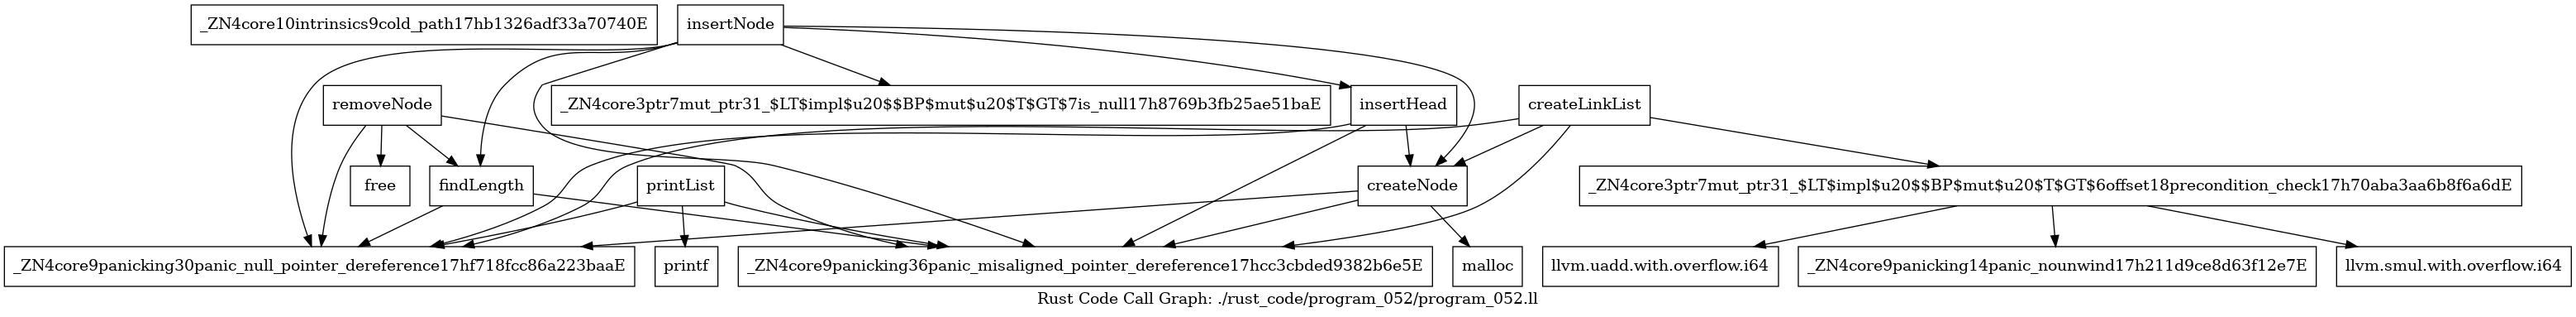 _ZN4core10intrinsics9cold_path17hb1326adf33a70740E
insertNode
removeNode
_ZN4core3ptr7mut_ptr31_$LT$impl$u20$$BP$mut$u20$T$GT$7is_null17h8769b3fb25ae51baE
insertHead
createLinkList
free
findLength
printList
createNode
_ZN4core3ptr7mut_ptr31_$LT$impl$u20$$BP$mut$u20$T$GT$6offset18precondition_check17h70aba3aa6b8f6a6dE
_ZN4core9panicking30panic_null_pointer_dereference17hf718fcc86a223baaE
printf
_ZN4core9panicking36panic_misaligned_pointer_dereference17hcc3cbded9382b6e5E
malloc
llvm.uadd.with.overflow.i64
_ZN4core9panicking14panic_nounwind17h211d9ce8d63f12e7E
llvm.smul.with.overflow.i64
Rust Code Call Graph: ./rust_code/program_052/program_052.ll